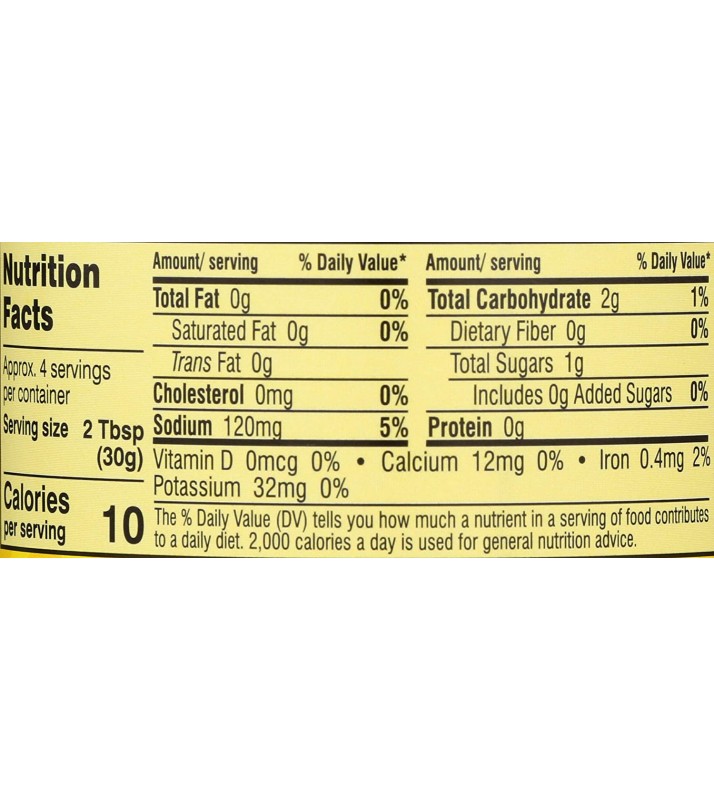 Nutrition
Facts
Approx. 4 servings
per container
Serving size 2 Tbsp
(30g)
Calories
per serving 10
Amount/ serving % Daily Value*
Total Fat 0g 0%
Saturated Fat 0g 0%
Trans Fat 0g
Cholesterol 0mg 0%
Sodium 120mg 5%
Amount/ serving % Daily Value*
Total Carbohydrate 2g 1%
Dietary Fiber 0g 0%
Total Sugars 1g
Includes 0g Added Sugars 0%
Protein 0g
Vitamin D 0mcg 0% • Calcium 12mg 0% • Iron 0.4mg 2%
Potassium 32mg 0%
The % Daily Value (DV) tells you how much a nutrient in a serving of food contributes
to a daily diet. 2,000 calories a day is used for general nutrition advice.